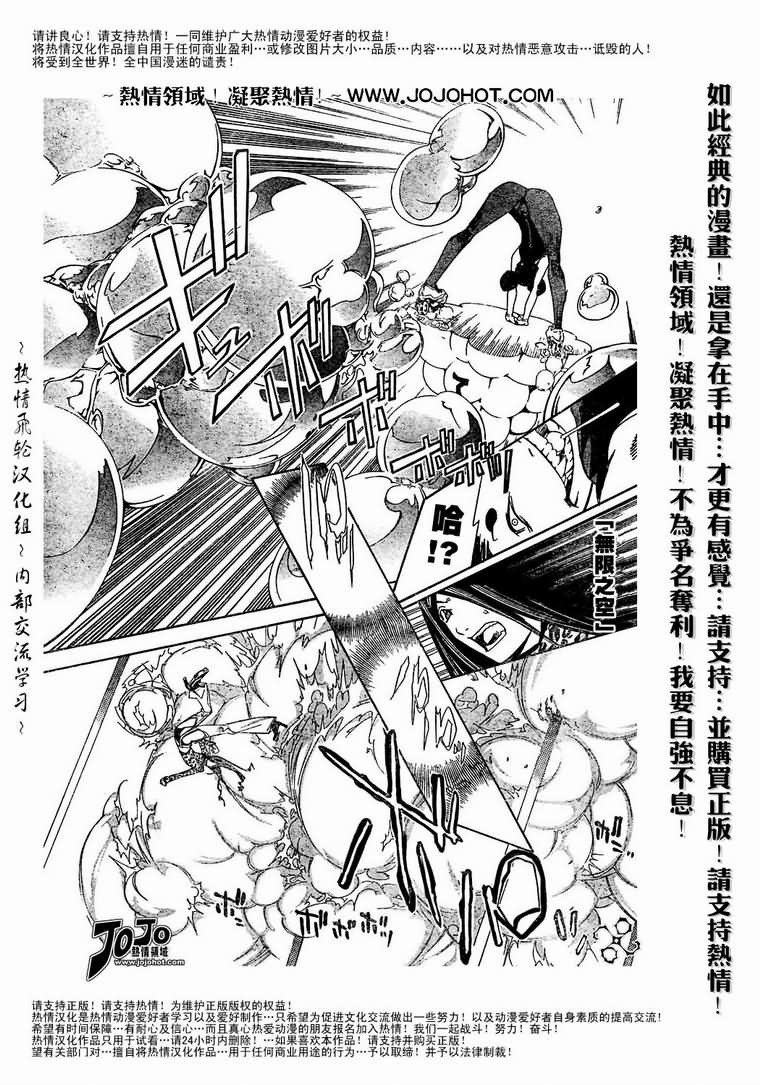 请讲良心！请支持热情！一同维护广大热情动漫爱好者的权益！
将热情汉化作品擅自用于任何商业盈利…或修改图片大小…品质…内容……以及对热情恶意攻击…诋毁的人！
将受到全世界！全中国漫迷的谴责！
～熱情領域！凝聚熱情！～WWW.JOJOHOT.COM
如此經典的漫畫！還是拿在手中…才更有感覺…請支持…並購買正版！請支持熱情！
熱情領域！凝聚熱情！不為爭名奪利！我要自強不息！
～热情飞轮汉化组～内部交流学习～
ギギ
ボゴ
ボゴ
「無限之空」
哈!?
ボボ
ボボ
JOJO
熱情領域
www.jojohot.com
请支持正版！请支持热情！为维护正版版权的权益！
热情汉化是热情动漫爱好者学习以及爱好制作…只希望为促进文化交流做出一些努力！以及动漫爱好者自身素质的提高交流！
希望有时间保障…有耐心及信心…而且真心热爱动漫的朋友报名加入热情！我们一起战斗！努力！奋斗！
热情汉化作品只用于试看…请24小时内删除！…如果喜欢本作品！请支持并购买正版！
望有关部门对…擅自将热情汉化作品…用于任何商业用途的行为…予以取缔！并予以法律制裁！